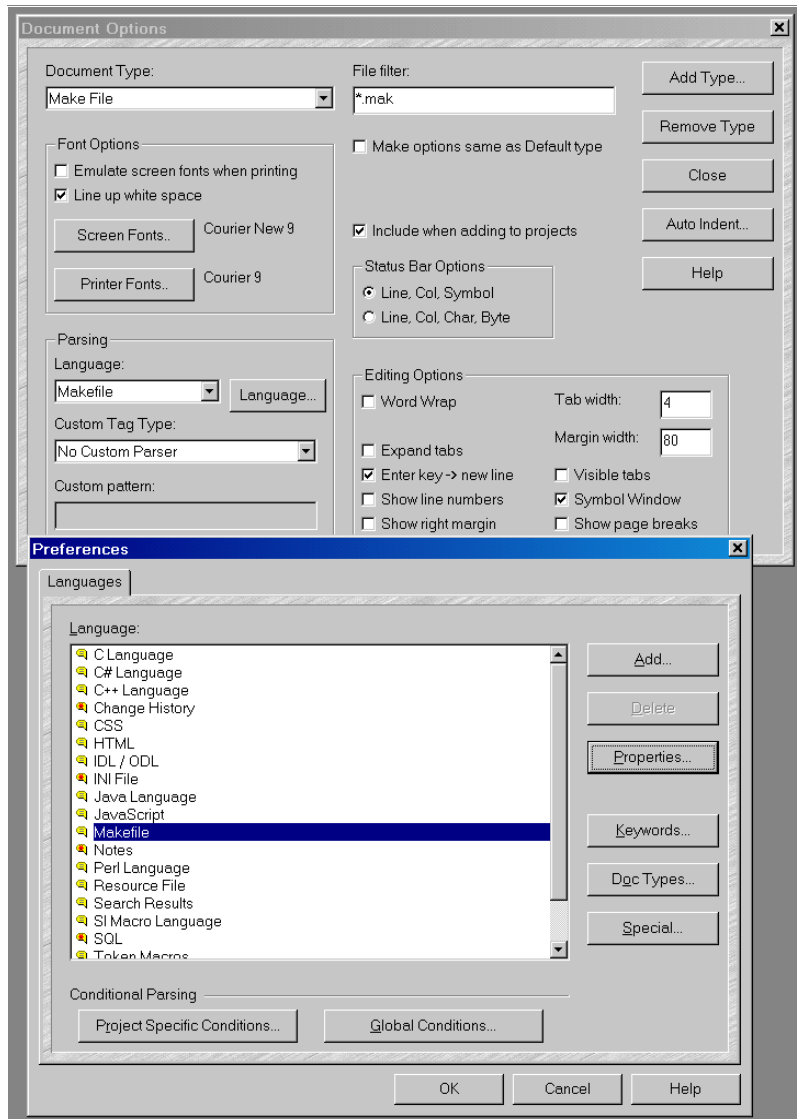 Document Options
Document Type:
Make File
File filter:
*.mak
Add Type...
Remove Type
Close
Auto Indent...
Help
Font Options
Emulate screen fonts when printing
Line up white space
Screen Fonts..
Courier New 9
Printer Fonts..
Courier 9
Make options same as Default type
Include when adding to projects
Status Bar Options
Line, Col, Symbol
Line, Col, Char, Byte
Parsing
Language:
Makefile
Language...
Custom Tag Type:
No Custom Parser
Custom pattern:
Editing Options
Word Wrap
Tab width:
4
Expand tabs
Margin width:
80
Enter key -> new line
Visible tabs
Show line numbers
Symbol Window
Show right margin
Show page breaks
Preferences
Languages
Language:
C Language
C# Language
C++ Language
Change History
CSS
HTML
IDL / ODL
INI File
Java Language
JavaScript
Makefile
Notes
Perl Language
Resource File
Search Results
SI Macro Language
SQL
Token Macros
Add...
Delete
Properties...
Keywords...
Doc Types...
Special...
Conditional Parsing
Project Specific Conditions...
Global Conditions...
OK
Cancel
Help